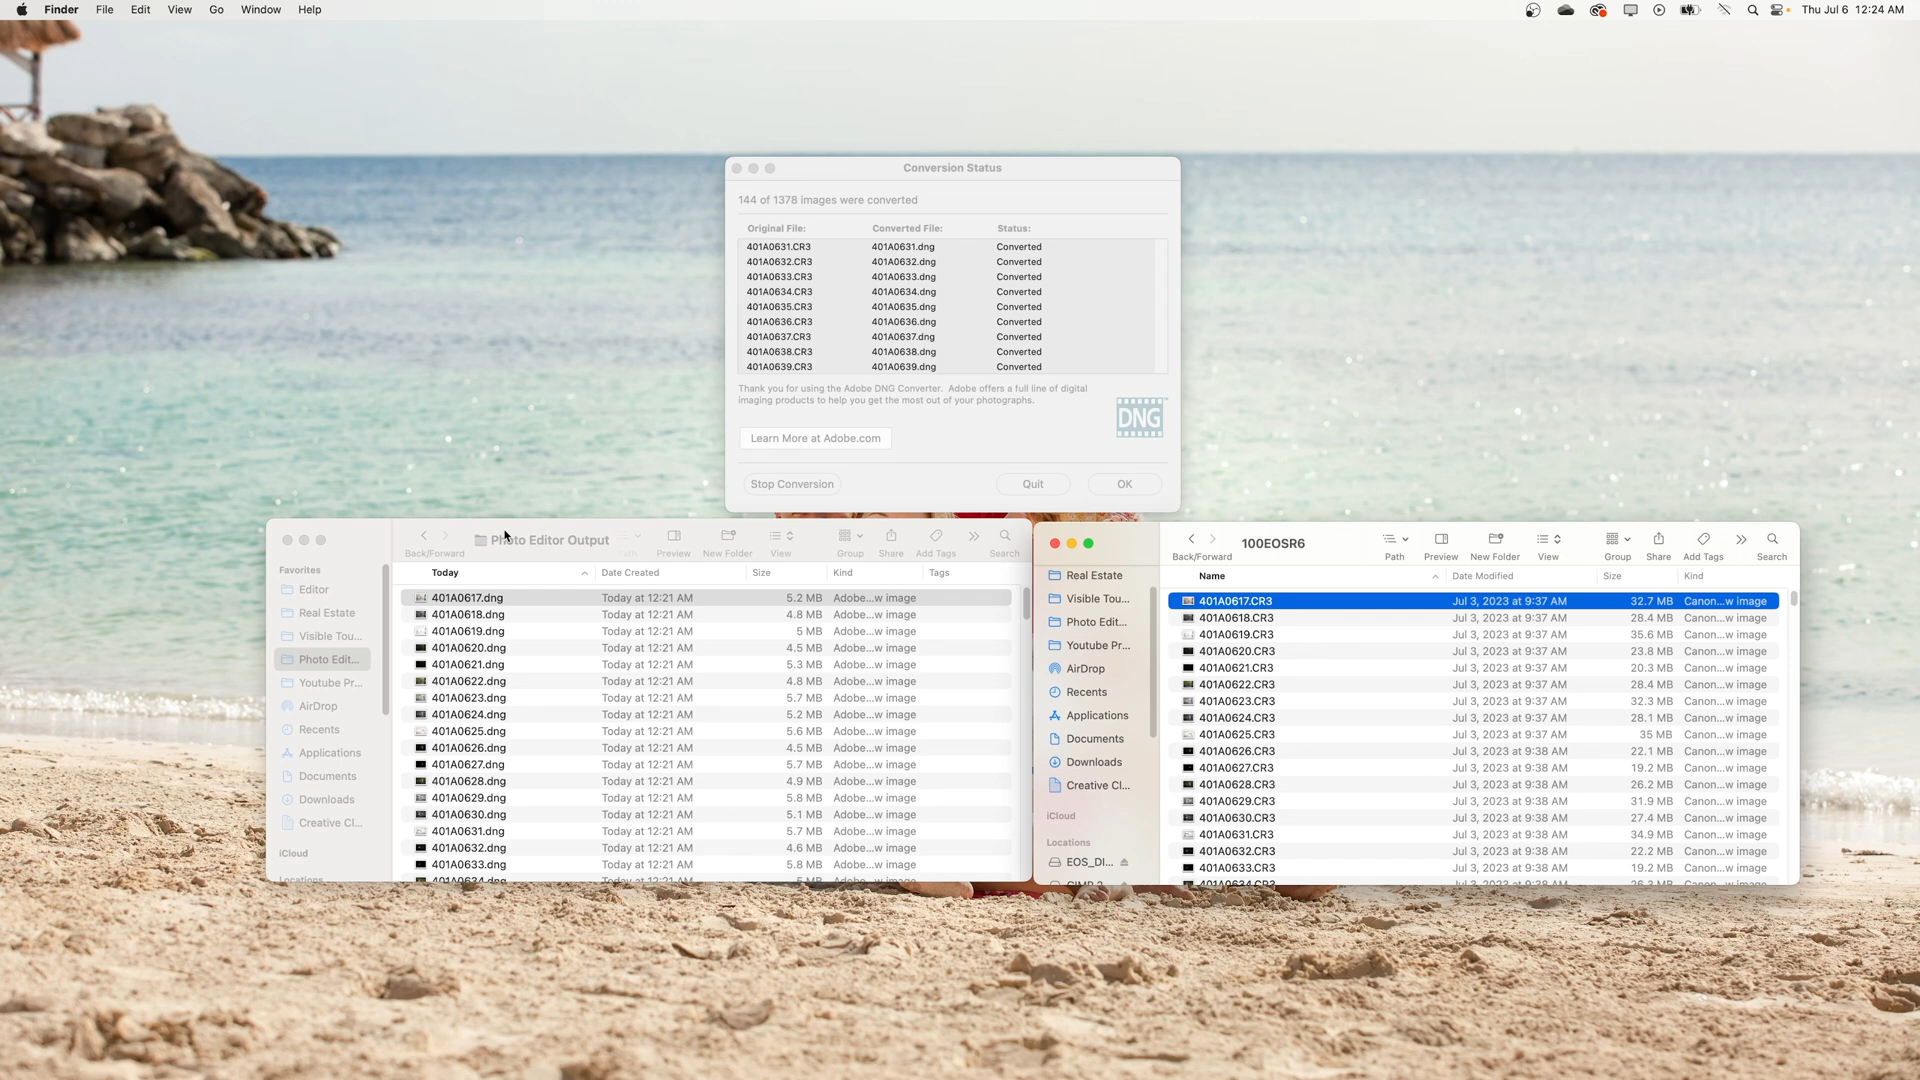 Finder File Edit View Go Window Help Thu Jul 6 12:24 AM
Conversion Status
144 of 1378 images were converted
Original File: Converted File: Status:
401A0631.CR3 401A0631.dng Converted
401A0632.CR3 401A0632.dng Converted
401A0633.CR3 401A0633.dng Converted
401A0634.CR3 401A0634.dng Converted
401A0635.CR3 401A0635.dng Converted
401A0636.CR3 401A0636.dng Converted
401A0637.CR3 401A0637.dng Converted
401A0638.CR3 401A0638.dng Converted
401A0639.CR3 401A0639.dng Converted
Thank you for using the Adobe DNG Converter. Adobe offers a full line of digital
imaging products to help you get the most out of your photographs.
DNG
Learn More at Adobe.com
Stop Conversion Quit OK
Photo Editor Output
Back/Forward Path Preview New Folder View Group Share Add Tags Search
Today Date Created Size Kind Tags
Favorites
Editor
Real Estate
Visible Tou...
Photo Edit...
Youtube Pr...
AirDrop
Recents
Applications
Documents
Downloads
Creative Cl...
iCloud
Locations
401A0617.dng Today at 12:21 AM 5.2 MB Adobe...w image
401A0618.dng Today at 12:21 AM 4.8 MB Adobe...w image
401A0619.dng Today at 12:21 AM 5 MB Adobe...w image
401A0620.dng Today at 12:21 AM 4.5 MB Adobe...w image
401A0621.dng Today at 12:21 AM 5.3 MB Adobe...w image
401A0622.dng Today at 12:21 AM 4.8 MB Adobe...w image
401A0623.dng Today at 12:21 AM 5.7 MB Adobe...w image
401A0624.dng Today at 12:21 AM 5.2 MB Adobe...w image
401A0625.dng Today at 12:21 AM 5.6 MB Adobe...w image
401A0626.dng Today at 12:21 AM 4.5 MB Adobe...w image
401A0627.dng Today at 12:21 AM 5.7 MB Adobe...w image
401A0628.dng Today at 12:21 AM 4.9 MB Adobe...w image
401A0629.dng Today at 12:21 AM 5.8 MB Adobe...w image
401A0630.dng Today at 12:21 AM 5.1 MB Adobe...w image
401A0631.dng Today at 12:21 AM 5.7 MB Adobe...w image
401A0632.dng Today at 12:21 AM 4.6 MB Adobe...w image
401A0633.dng Today at 12:21 AM 5.8 MB Adobe...w image
401A0634.dng Today at 12:21 AM 5 MB Adobe...w image
100EOSR6
Back/Forward Path Preview New Folder View Group Share Add Tags Search
Name Date Modified Size Kind
Real Estate
Visible Tou...
Photo Edit...
Youtube Pr...
AirDrop
Recents
Applications
Documents
Downloads
Creative Cl...
iCloud
Locations
EOS_DI...
401A0617.CR3 Jul 3, 2023 at 9:37 AM 32.7 MB Canon...w image
401A0618.CR3 Jul 3, 2023 at 9:37 AM 28.4 MB Canon...w image
401A0619.CR3 Jul 3, 2023 at 9:37 AM 35.6 MB Canon...w image
401A0620.CR3 Jul 3, 2023 at 9:37 AM 23.8 MB Canon...w image
401A0621.CR3 Jul 3, 2023 at 9:37 AM 20.3 MB Canon...w image
401A0622.CR3 Jul 3, 2023 at 9:37 AM 28.4 MB Canon...w image
401A0623.CR3 Jul 3, 2023 at 9:37 AM 32.3 MB Canon...w image
401A0624.CR3 Jul 3, 2023 at 9:37 AM 28.1 MB Canon...w image
401A0625.CR3 Jul 3, 2023 at 9:37 AM 35 MB Canon...w image
401A0626.CR3 Jul 3, 2023 at 9:38 AM 22.1 MB Canon...w image
401A0627.CR3 Jul 3, 2023 at 9:38 AM 19.2 MB Canon...w image
401A0628.CR3 Jul 3, 2023 at 9:38 AM 26.2 MB Canon...w image
401A0629.CR3 Jul 3, 2023 at 9:38 AM 31.9 MB Canon...w image
401A0630.CR3 Jul 3, 2023 at 9:38 AM 27.4 MB Canon...w image
401A0631.CR3 Jul 3, 2023 at 9:38 AM 34.9 MB Canon...w image
401A0632.CR3 Jul 3, 2023 at 9:38 AM 22.2 MB Canon...w image
401A0633.CR3 Jul 3, 2023 at 9:38 AM 19.2 MB Canon...w image
401A0634.CR3 Jul 3, 2023 at 9:38 AM 26.3 MB Canon...w image